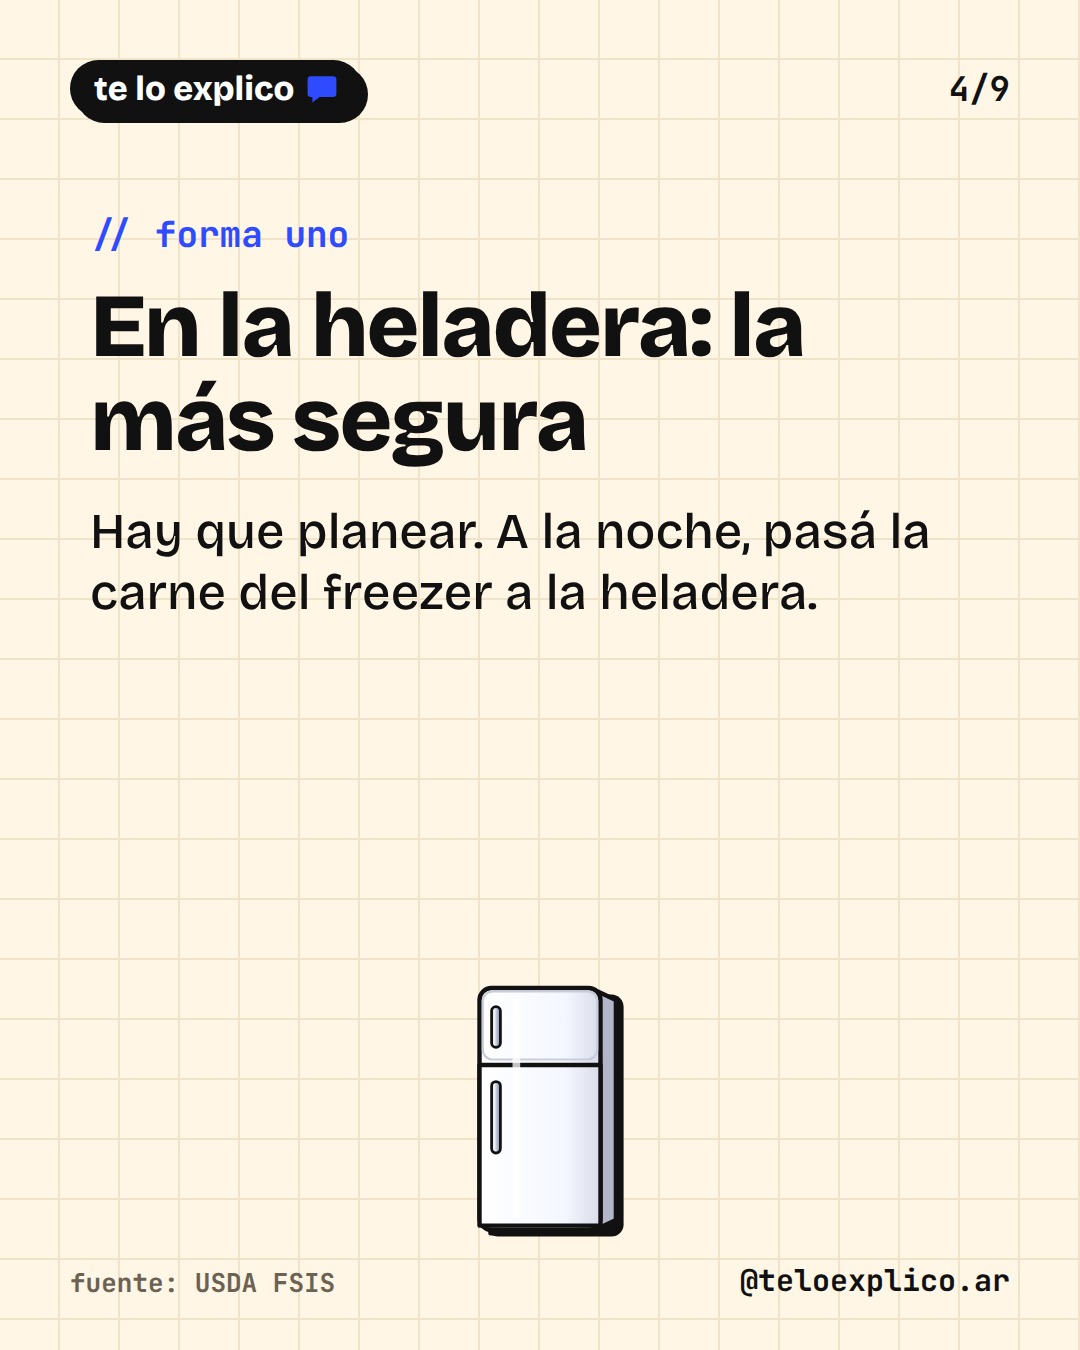 te lo explico
4/9
// forma uno
En la heladera: la
más segura
Hay que planear. A la noche, pasá la
carne del freezer a la heladera.
fuente: USDA FSIS
@teloexplico.ar